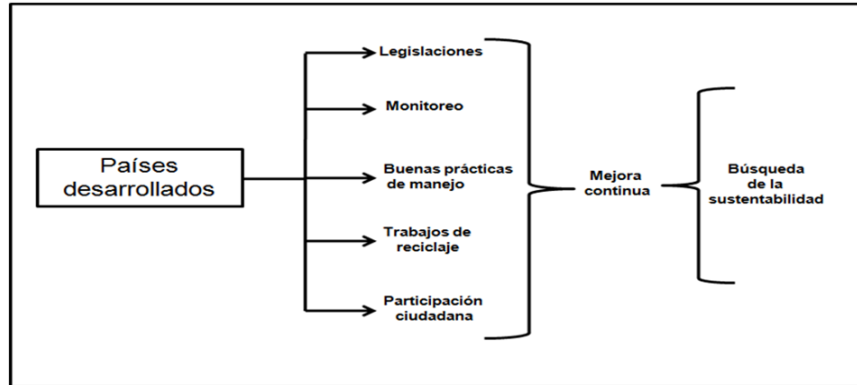 Países
desarrollados
Legislaciones
Monitoreo
Buenas prácticas
de manejo
Trabajos de
reciclaje
Participación
ciudadana
Mejora
continua
Búsqueda
de la
sustentabilidad